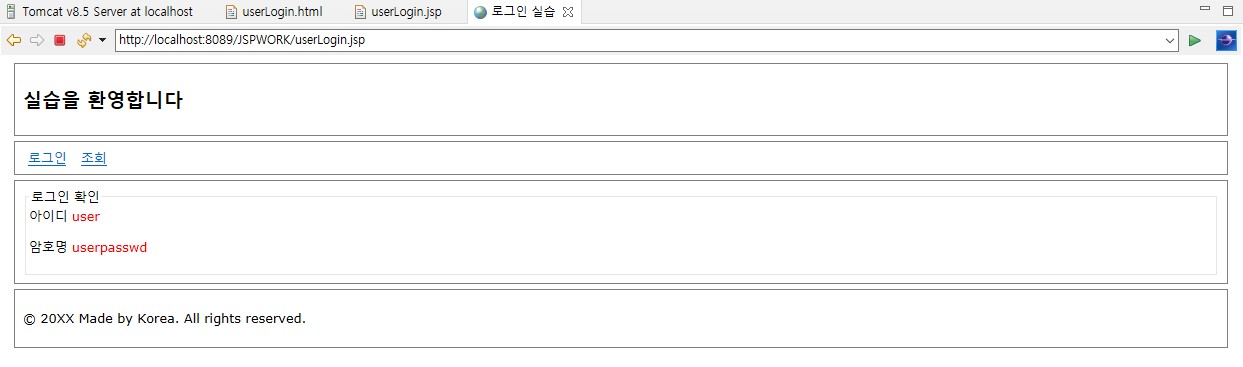 Tomcat v8.5 Server at localhost userLogin.html userLogin.jsp 로그인 실습
http://localhost:8089/JSPWORK/userLogin.jsp
실습을 환영합니다
로그인 조회
로그인 확인
아이디 user
암호명 userpasswd
© 20XX Made by Korea. All rights reserved.